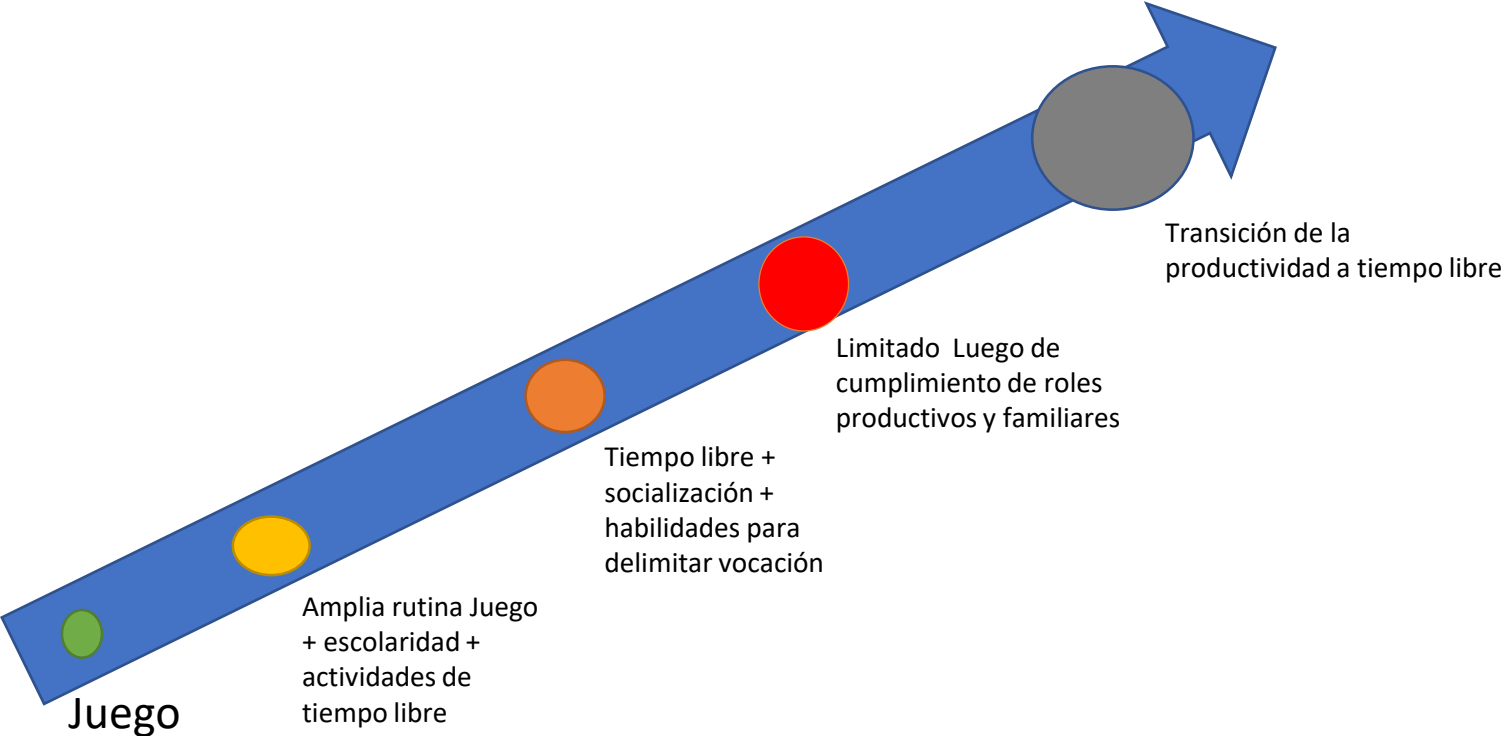 Juego
Amplia rutina Juego
+ escolaridad +
actividades de
tiempo libre
Tiempo libre +
socialización +
habilidades para
delimitar vocación
Limitado  Luego de
cumplimiento de roles
productivos y familiares
Transición de la
productividad a tiempo libre